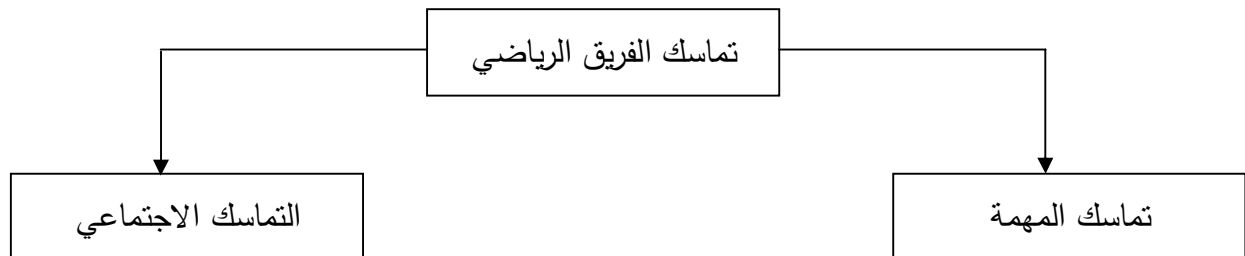 تماسك الفريق الرياضي
تماسك المهمة
التماسك الاجتماعي